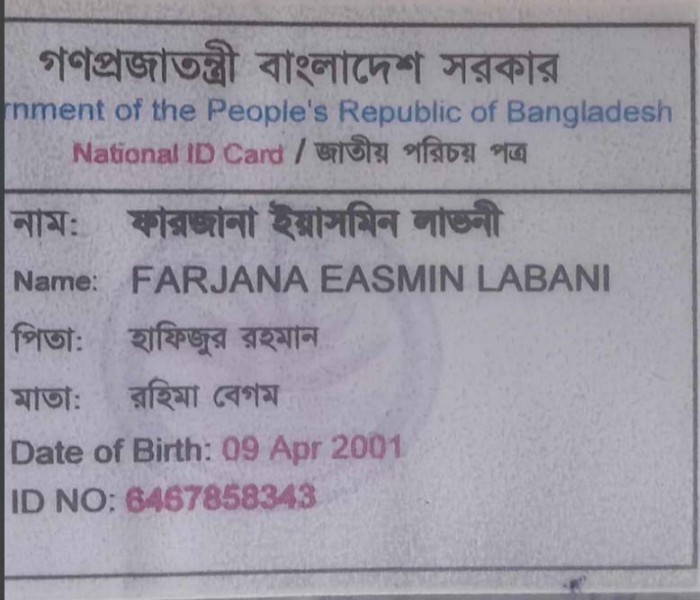 গণপ্রজাতন্ত্রী বাংলাদেশ সরকার
rnment of the People's Republic of Bangladesh
National ID Card / জাতীয় পরিচয় পত্র
নাম: ফারজানা ইয়াসমিন লাভনী
Name: FARJANA EASMIN LABANI
পিতা: হাফিজুর রহমান
মাতা: রহিমা বেগম
Date of Birth: 09 Apr 2001
ID NO: 6467858343